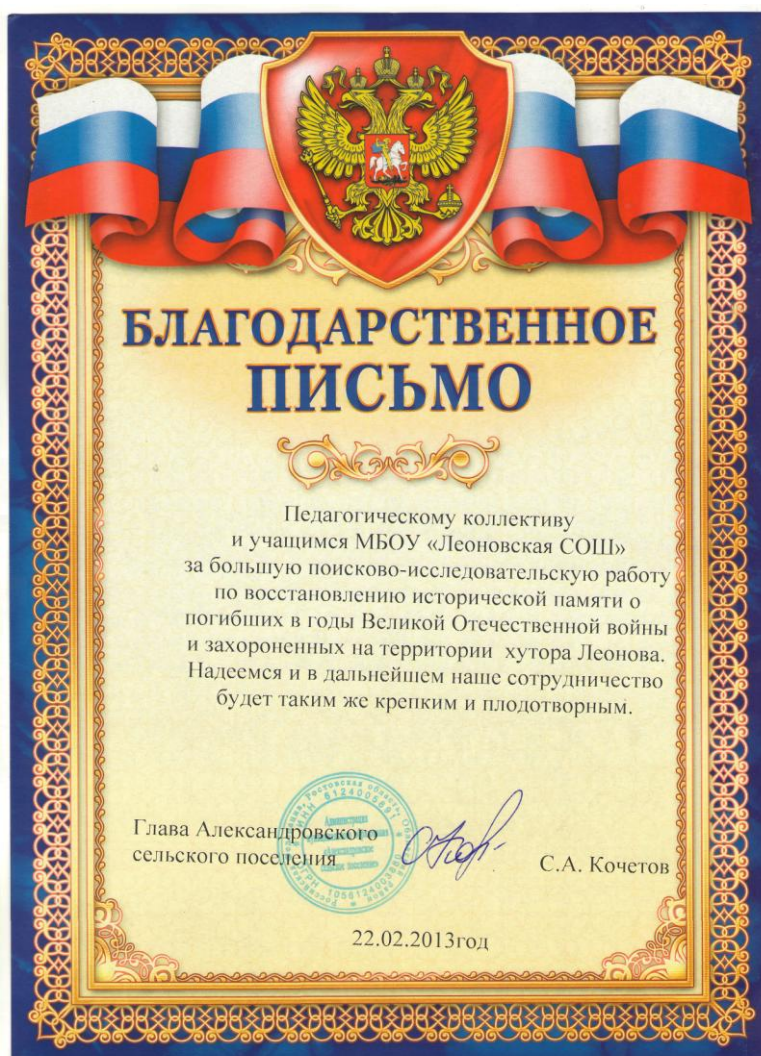 БЛАГОДАРСТВЕННОЕ
ПИСЬМО
Педагогическому коллективу
и учащимся МБОУ «Леоновская СОШ»
за большую поисково-исследовательскую работу
по восстановлению исторической памяти о
погибших в годы Великой Отечественной войны
и захороненных на территории хутора Леонова.
Надеемся и в дальнейшем наше сотрудничество
будет таким же крепким и плодотворным.
Глава Александровского
сельского поселения
С.А. Кочетов
22.02.2013год